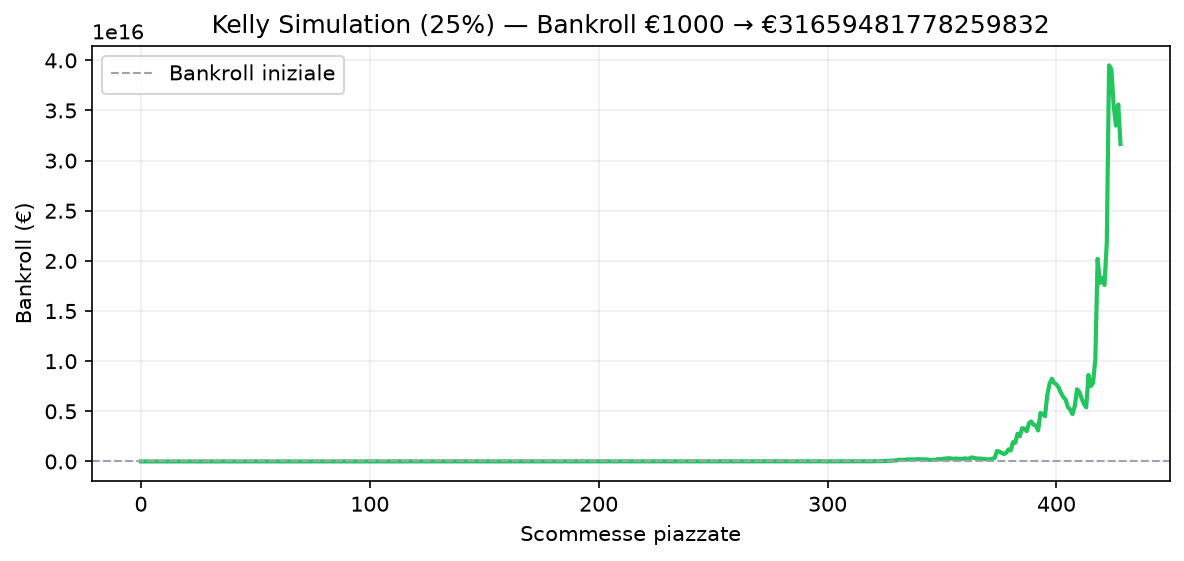 Kelly Simulation (25%) — Bankroll €1000 → €31659481778259832
1e16
Bankroll iniziale
4.0
3.5
3.0
2.5
2.0
1.5
1.0
0.5
0.0
Bankroll (€)
0 100 200 300 400
Scommesse piazzate